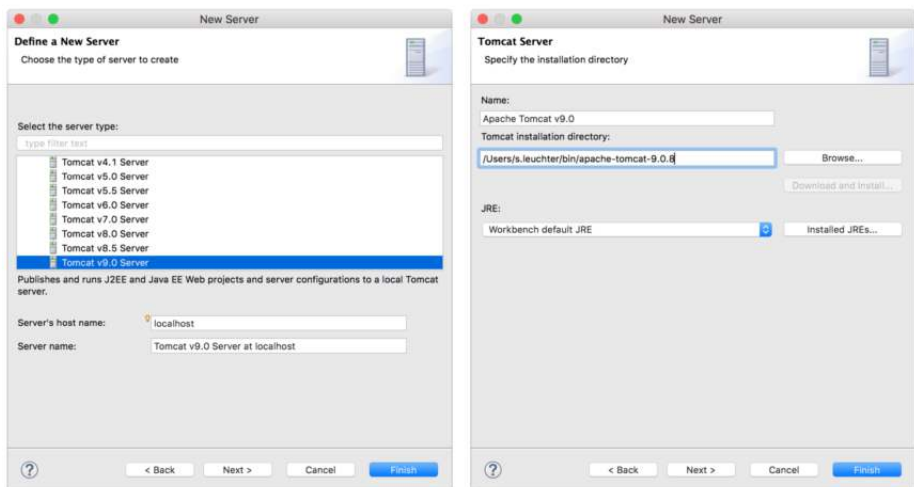 New Server
Define a New Server
Choose the type of server to create
Select the server type:
type filter text
Tomcat v4.1 Server
Tomcat v5.0 Server
Tomcat v5.5 Server
Tomcat v6.0 Server
Tomcat v7.0 Server
Tomcat v8.0 Server
Tomcat v8.5 Server
Tomcat v9.0 Server
Publishes and runs J2EE and Java EE Web projects and server configurations to a local Tomcat
server.
Server's host name: localhost
Server name: Tomcat v9.0 Server at localhost
? < Back Next > Cancel Finish
New Server
Tomcat Server
Specify the installation directory
Name:
Apache Tomcat v9.0
Tomcat installation directory:
/Users/s.leuchter/bin/apache-tomcat-9.0.8 Browse...
Download and Install...
JRE:
Workbench default JRE Installed JREs...
? < Back Next > Cancel Finish